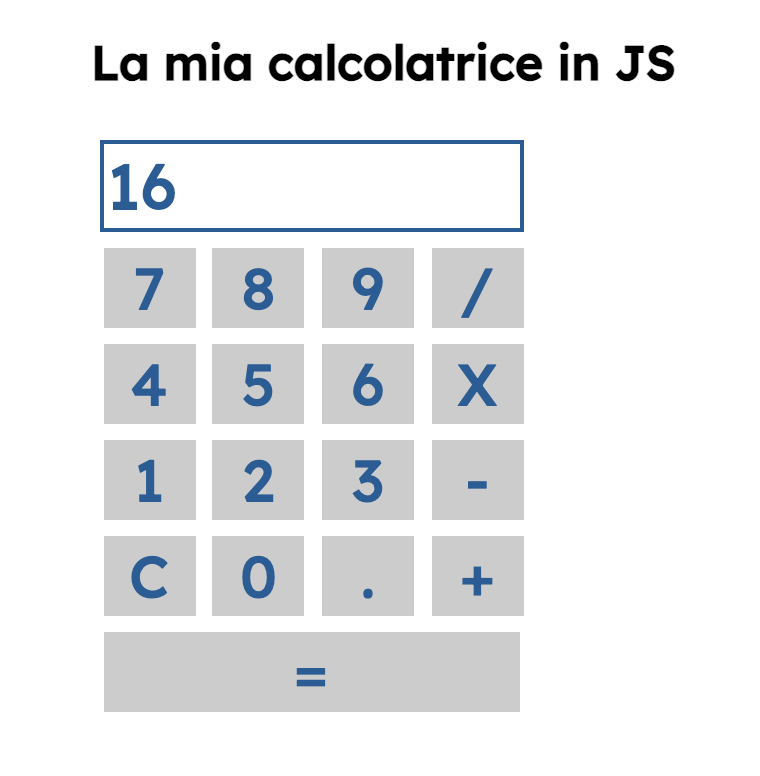 La mia calcolatrice in JS
16
7 8 9 /
4 5 6 X
1 2 3 -
C 0 . +
=